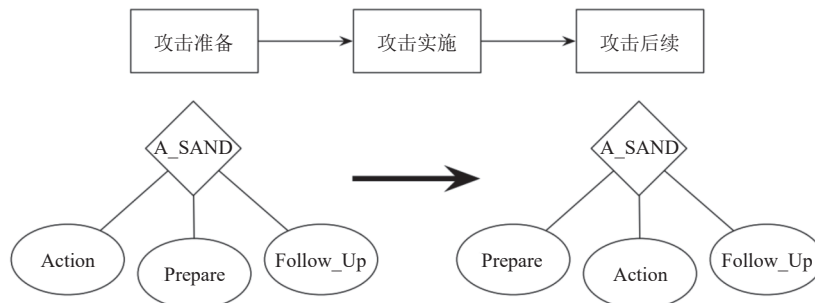 攻击准备 攻击实施 攻击后续
A_SAND A_SAND
Action Prepare Follow_Up Prepare Action Follow_Up